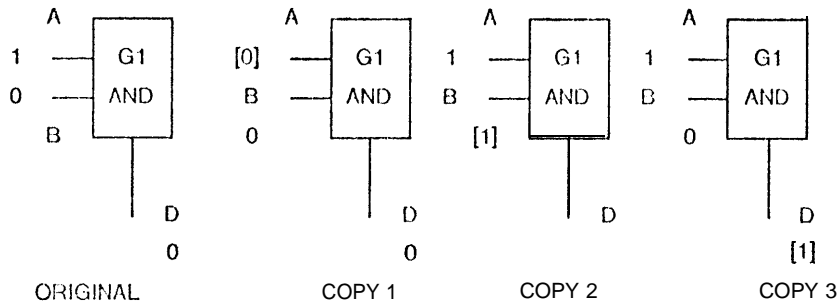 A A A A
1 G1 [0] G1 1 G1 1 G1
0 AND B AND B AND B AND
B 0 [1] 0
D D D D
0 0 [1]
ORIGINAL COPY 1 COPY 2 COPY 3